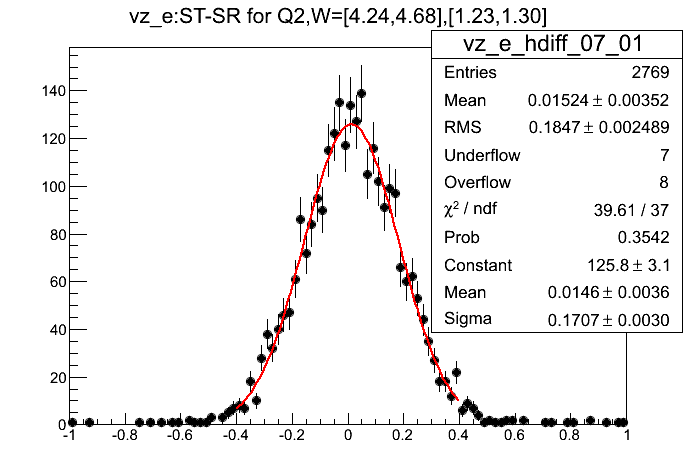 vz_e:ST-SR for Q2,W=[4.24,4.68],[1.23,1.30]
vz_e_hdiff_07_01
Entries 2769
Mean 0.01524 ± 0.00352
RMS 0.1847 ± 0.002489
Underflow 7
Overflow 8
χ² / ndf 39.61 / 37
Prob 0.3542
Constant 125.8 ± 3.1
Mean 0.0146 ± 0.0036
Sigma 0.1707 ± 0.0030
140
120
100
80
60
40
20
0
-1 -0.8 -0.6 -0.4 -0.2 0 0.2 0.4 0.6 0.8 1